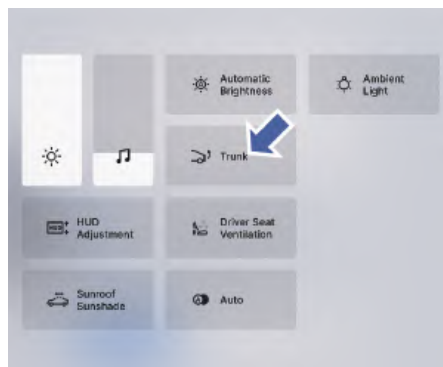 Automatic
Brightness
Ambient
Light
Trunk
HUD
Adjustment
Driver Seat
Ventilation
Sunroof
Sunshade
Auto